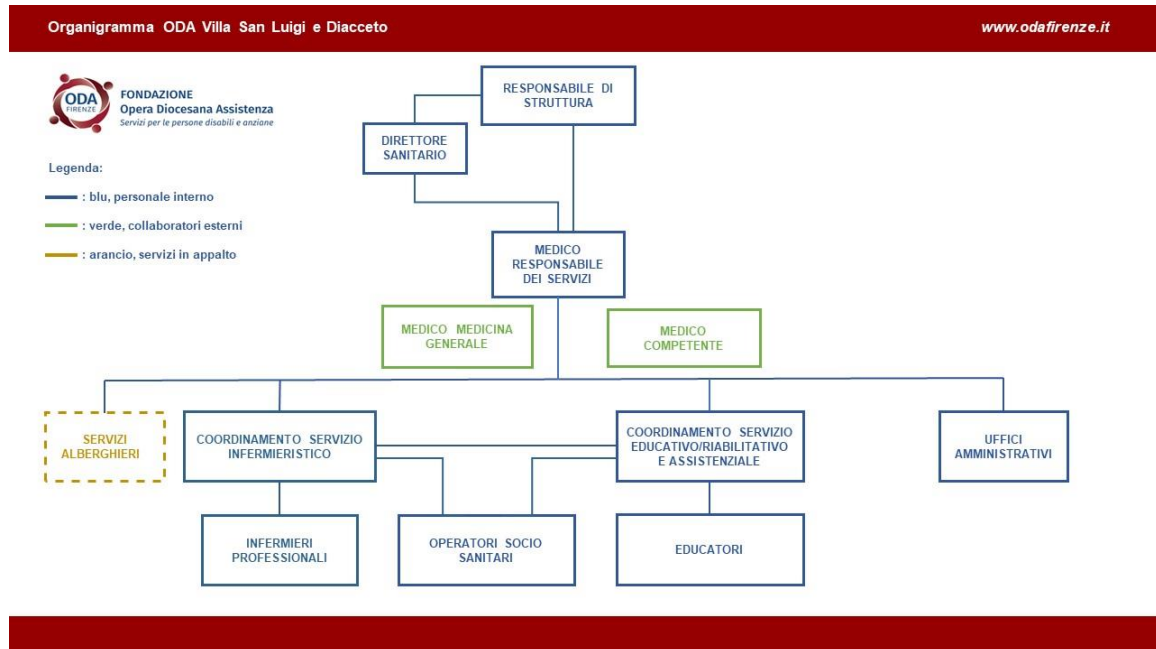 Organigramma ODA Villa San Luigi e Diacceto
www.odafirenze.it
ODA
FIRENZE
FONDAZIONE
Opera Diocesana Assistenza
Servizi per le persone disabili e anziane
Legenda:
: blu, personale interno
: verde, collaboratori esterni
: arancio, servizi in appalto
RESPONSABILE DI
STRUTTURA
DIRETTORE
SANITARIO
MEDICO
RESPONSABILE
DEI SERVIZI
MEDICO MEDICINA
GENERALE
MEDICO
COMPETENTE
SERVIZI
ALBERGHIERI
COORDINAMENTO SERVIZIO
INFERMIERISTICO
COORDINAMENTO SERVIZIO
EDUCATIVO/RIABILITATIVO
E ASSISTENZIALE
UFFICI
AMMINISTRATIVI
INFERMIERI
PROFESSIONALI
OPERATORI SOCIO
SANITARI
EDUCATORI